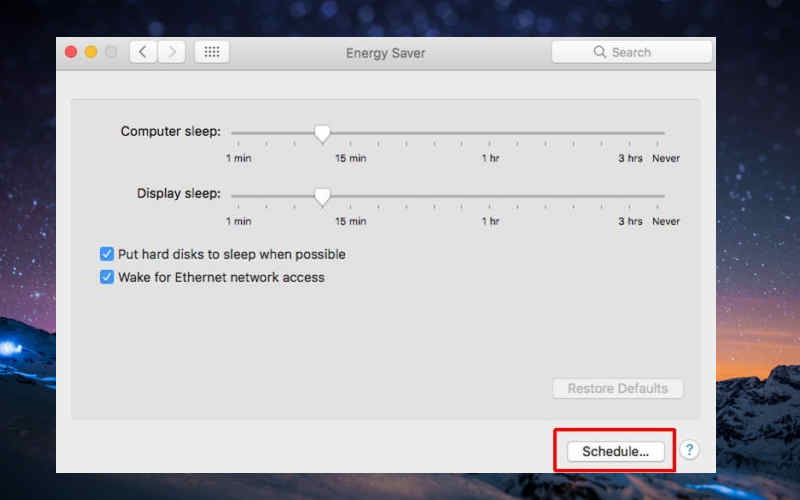 Energy Saver
Search
Computer sleep:
1 min 15 min 1 hr 3 hrs Never
Display sleep:
1 min 15 min 1 hr 3 hrs Never
Put hard disks to sleep when possible
Wake for Ethernet network access
Restore Defaults
Schedule... ?